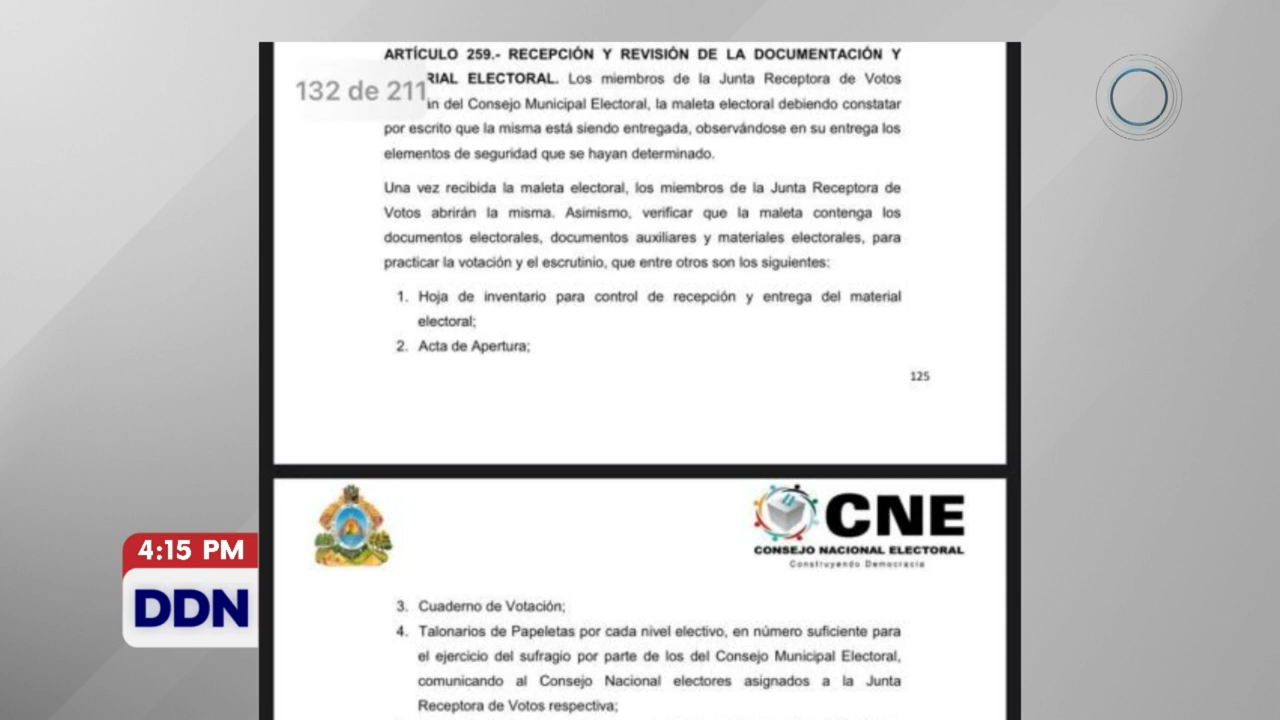 ARTÍCULO 259.- RECEPCIÓN Y REVISIÓN DE LA DOCUMENTACIÓN Y
RIAL ELECTORAL. Los miembros de la Junta Receptora de Votos
132 de 211
án del Consejo Municipal Electoral, la maleta electoral debiendo constatar
por escrito que la misma está siendo entregada, observándose en su entrega los
elementos de seguridad que se hayan determinado.
Una vez recibida la maleta electoral, los miembros de la Junta Receptora de
Votos abrirán la misma. Asimismo, verificar que la maleta contenga los
documentos electorales, documentos auxiliares y materiales electorales, para
practicar la votación y el escrutinio, que entre otros son los siguientes:
1. Hoja de inventario para control de recepción y entrega del material
electoral;
2. Acta de Apertura;
125
CNE
CONSEJO NACIONAL ELECTORAL
Construyendo Democracia
4:15 PM
DDN
3. Cuaderno de Votación;
4. Talonarios de Papeletas por cada nivel electivo, en número suficiente para
el ejercicio del sufragio por parte de los del Consejo Municipal Electoral,
comunicando al Consejo Nacional electores asignados a la Junta
Receptora de Votos respectiva;